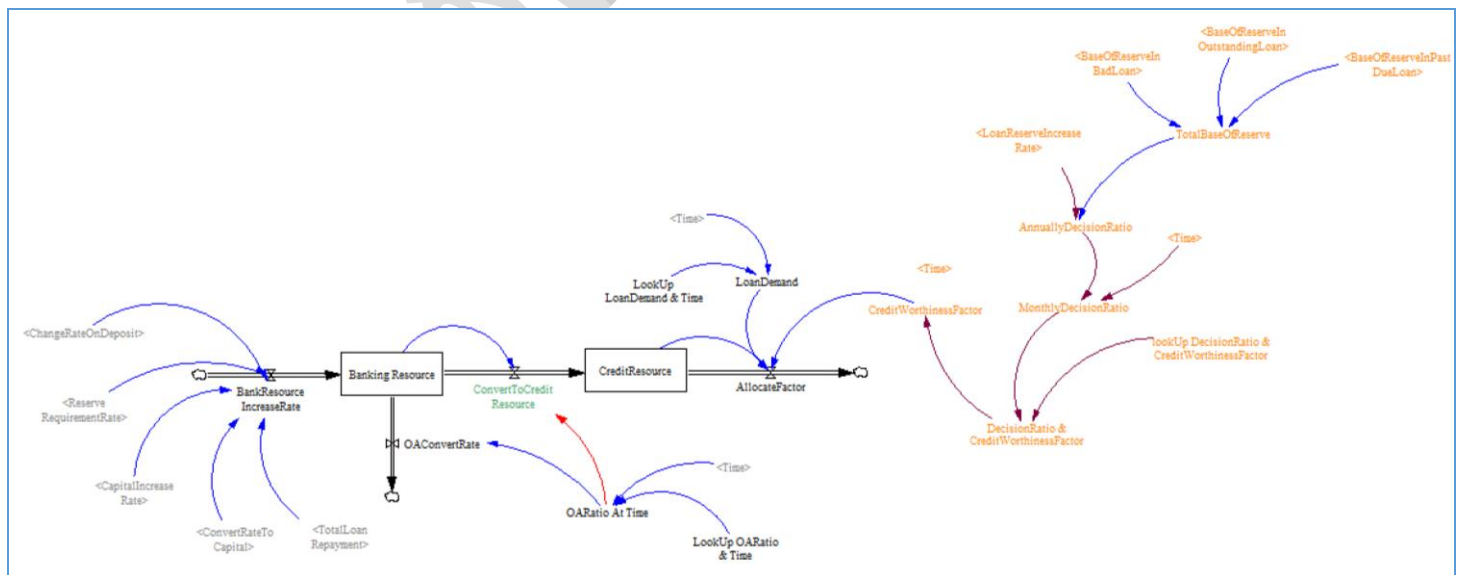 <BaseOfReserveIn
OutstandingLoan>
<BaseOfReserveIn
BadLoan>
<BaseOfReserveInPast
DueLoan>
<LoanReserveIncrease
Rate>
TotalBaseOfReserve
<Time>
AnnuallyDecisionRatio
<Time>
LookUp
LoanDemand & Time
LoanDemand
<Time>
CreditWorthinessFactor
MonthlyDecisionRatio
<ChangeRateOnDeposit>
lookUp DecisionRatio &
CreditWorthinessFactor
Banking Resource
CreditResource
BankResource
IncreaseRate
ConvertToCredit
Resource
AllocateFactor
<Reserve
RequirementRate>
DecisionRatio &
CreditWorthinessFactor
OAConvertRate
<Time>
<CapitalIncrease
Rate>
OARatio At Time
<ConvertRateTo
Capital>
<TotalLoan
Repayment>
LookUp OARatio
& Time